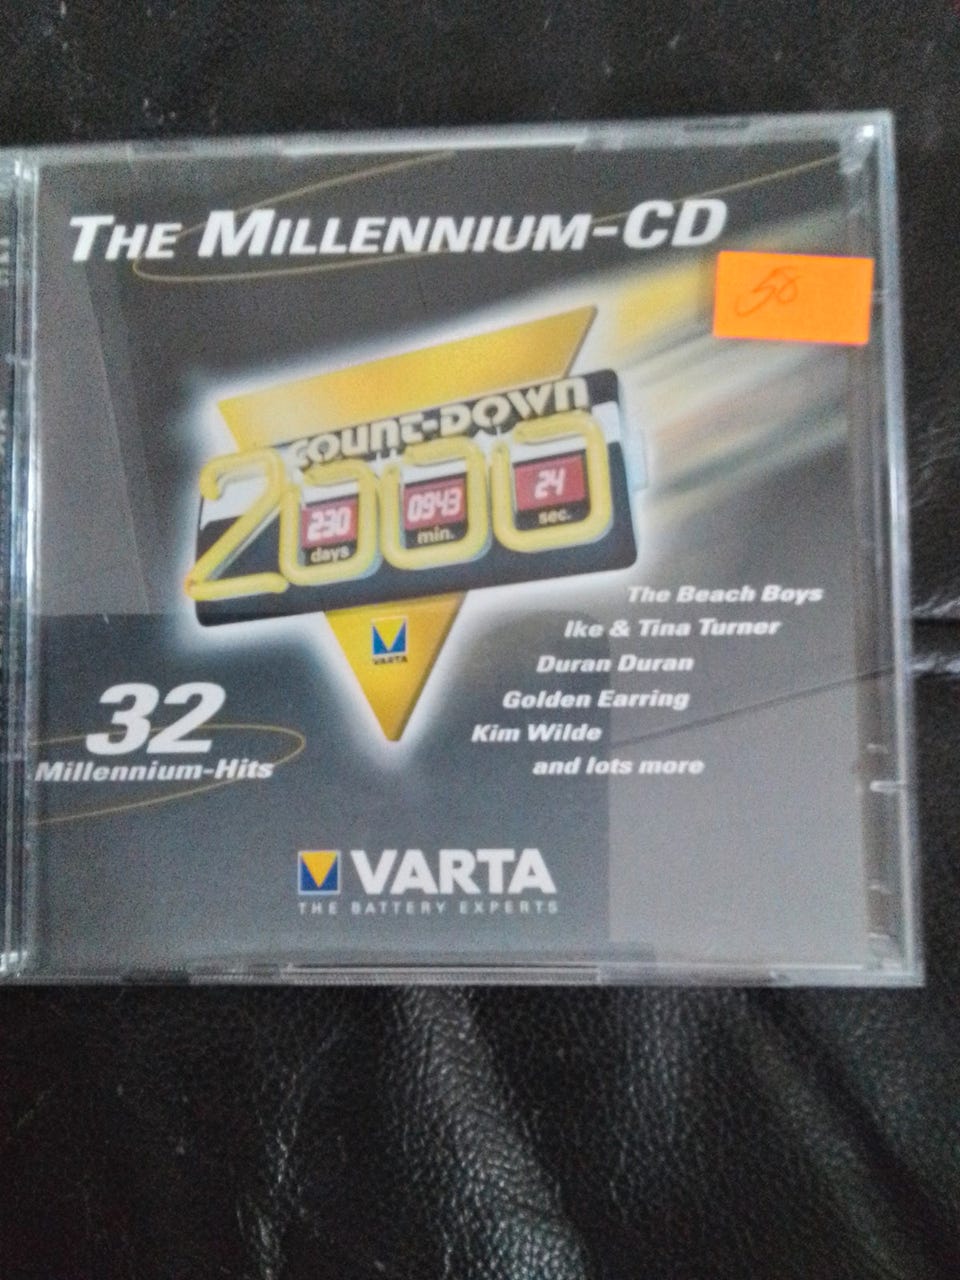 THE MILLENNIUM-CD
50
COUNT-DOWN
2000
230 0943 24
days min. sec.
VARTA
The Beach Boys
Ike & Tina Turner
Duran Duran
Golden Earring
Kim Wilde
and lots more
32
Millennium-Hits
VARTA
THE BATTERY EXPERTS